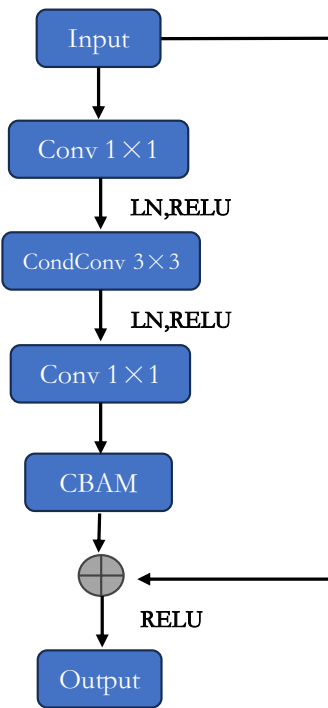 Input
Conv 1×1
LN,RELU
CondConv 3×3
LN,RELU
Conv 1×1
CBAM
RELU
Output